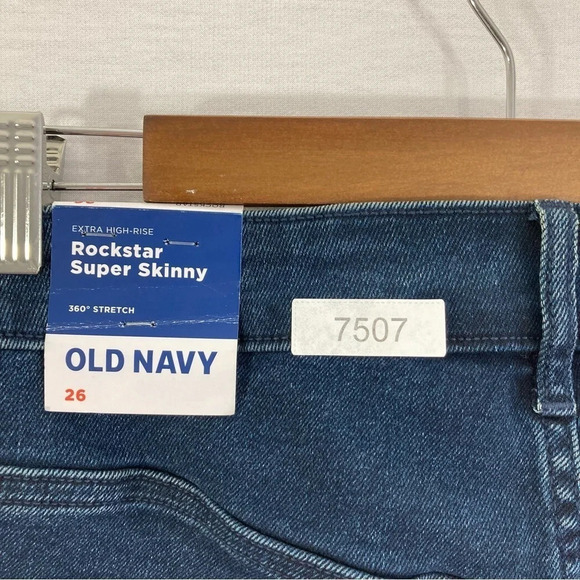 EXTRA HIGH-RISE
Rockstar
Super Skinny
360° STRETCH
OLD NAVY
26
7507